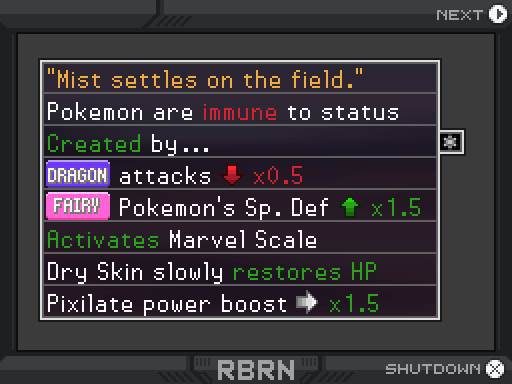 NEXT
"Mist settles on the field."
Pokemon are immune to status
Created by...
DRAGON attacks x0.5
FAIRY Pokemon's Sp. Def x1.5
Activates Marvel Scale
Dry Skin slowly restores HP
Pixilate power boost x1.5
RBRN
SHUTDOWN